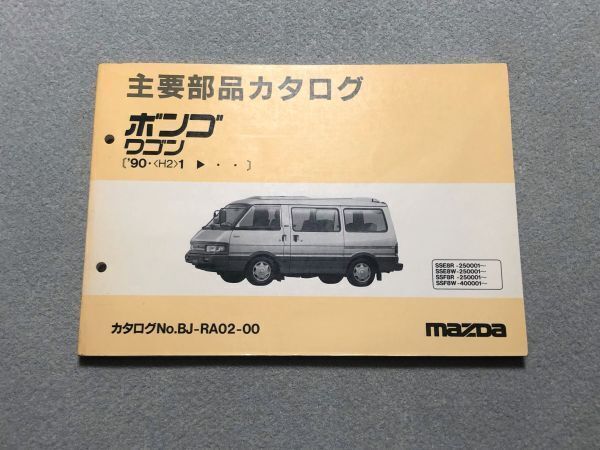 主要部品カタログ
ボンゴ
ワゴン
['90・〈H2〉1 ▶ ・ ・ ]
SSE8R -250001~
SSE8W-250001~
SSF8R -250001~
SSF8W-400001~
カタログNo.BJ-RA02-00
mazda